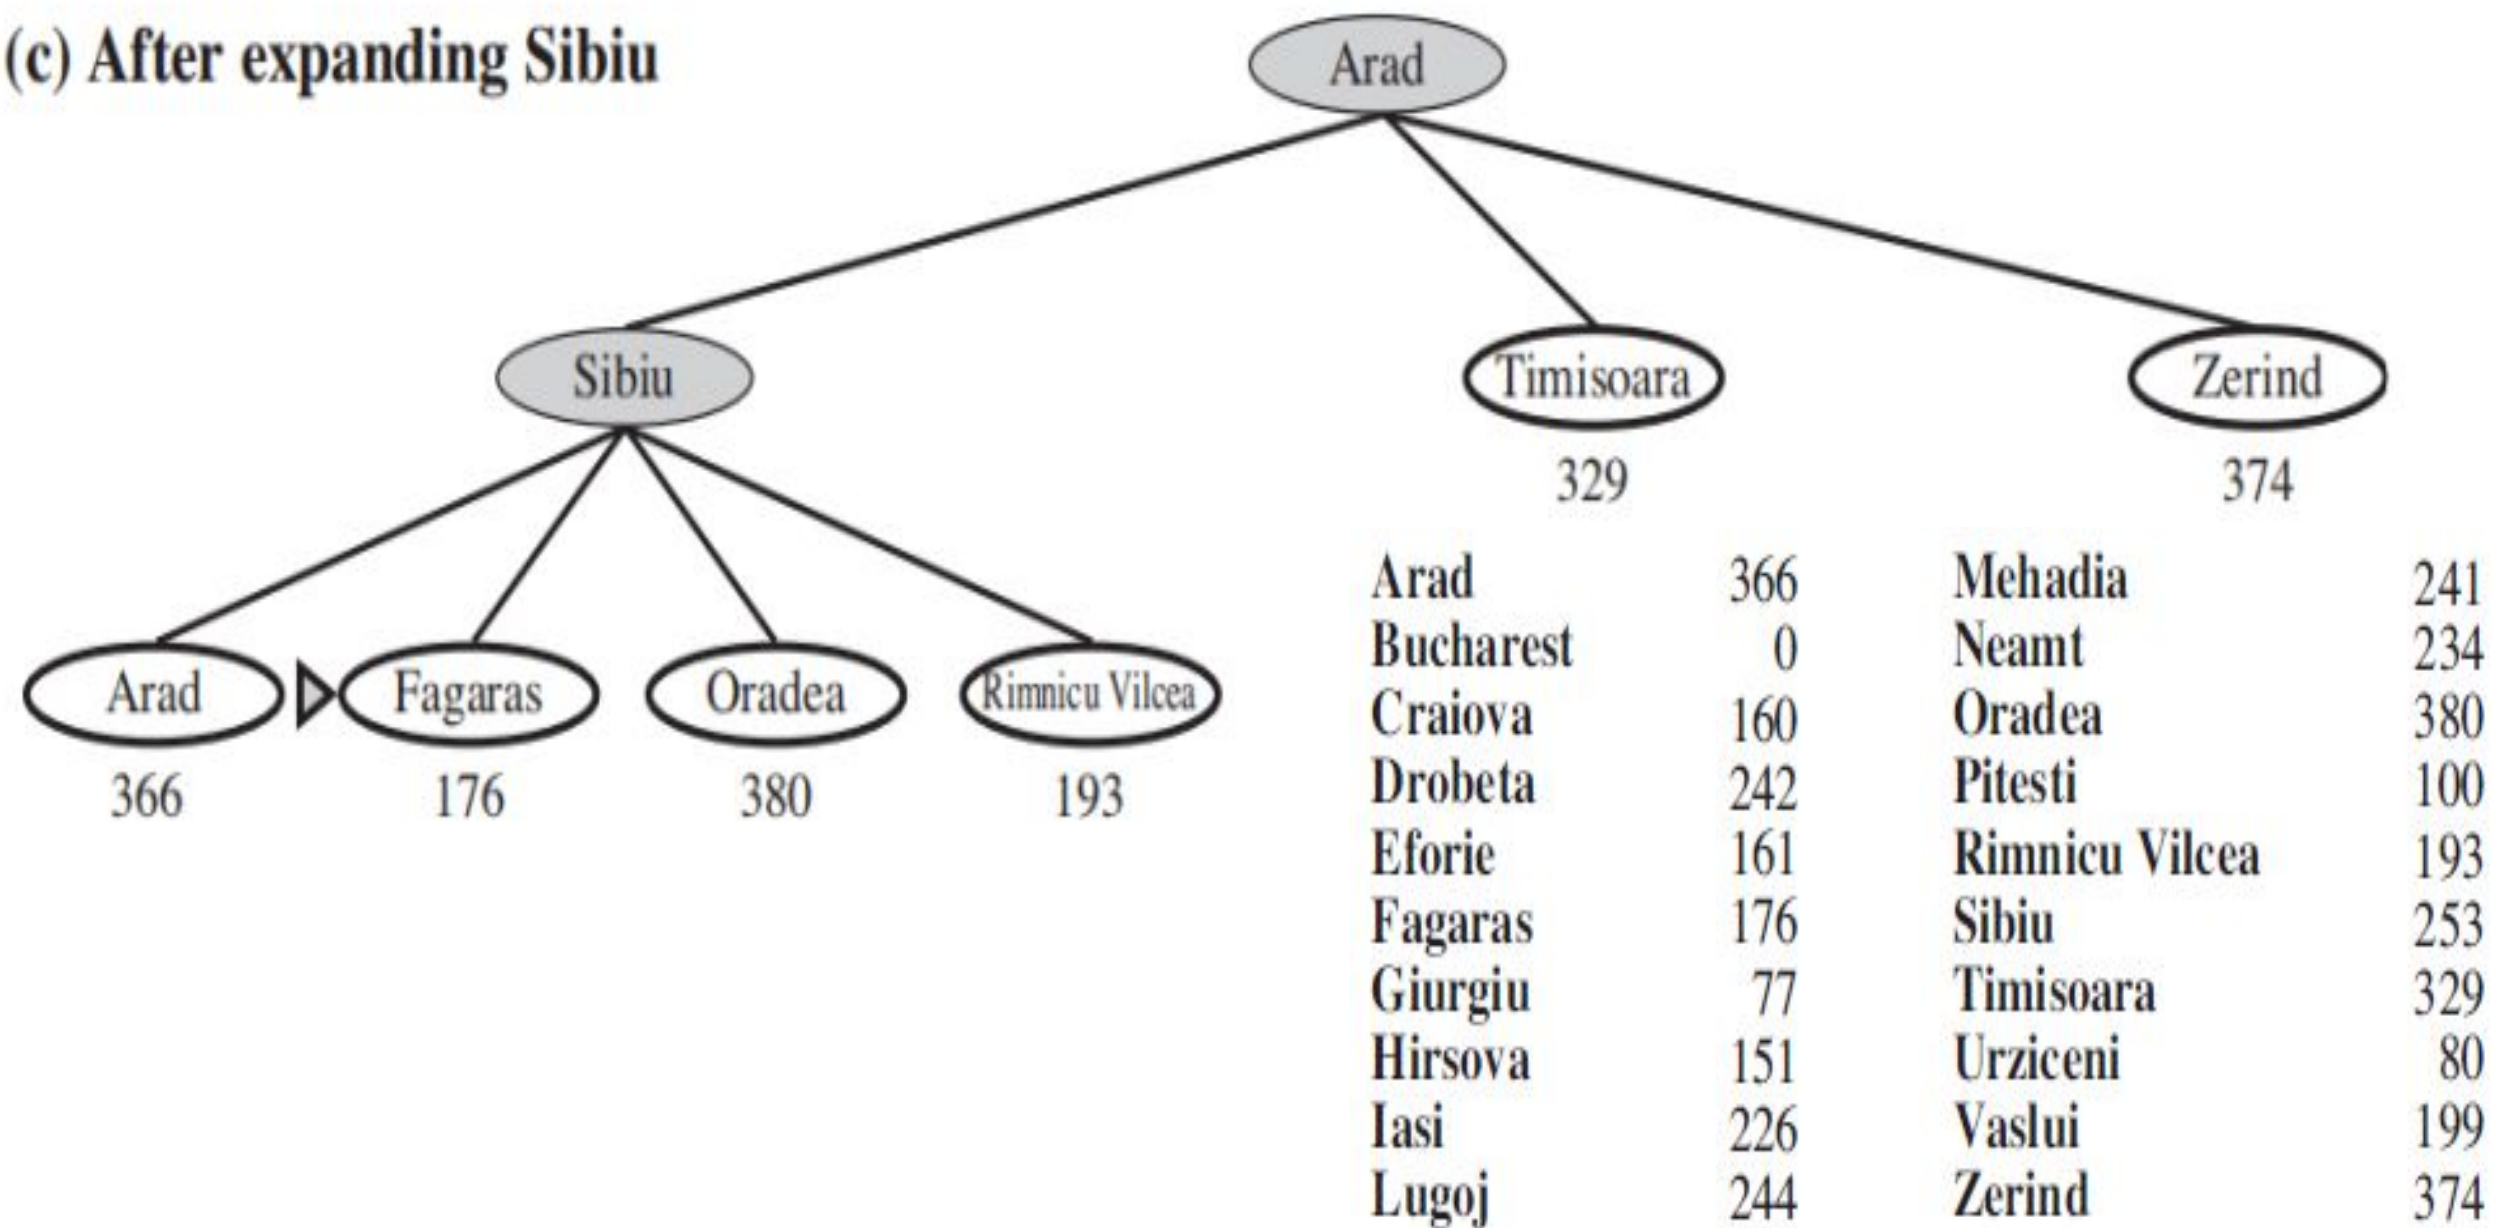 (c) After expanding Sibiu
Arad
Sibiu
Timisoara
Zerind
329
374
Arad
Fagaras
Oradea
Rimnicu Vilcea
366
176
380
193
Arad 366 Mehadia 241
Bucharest 0 Neamt 234
Craiova 160 Oradea 380
Drobeta 242 Pitesti 100
Eforie 161 Rimnicu Vilcea 193
Fagaras 176 Sibiu 253
Giurgiu 77 Timisoara 329
Hirsova 151 Urziceni 80
Iasi 226 Vaslui 199
Lugoj 244 Zerind 374